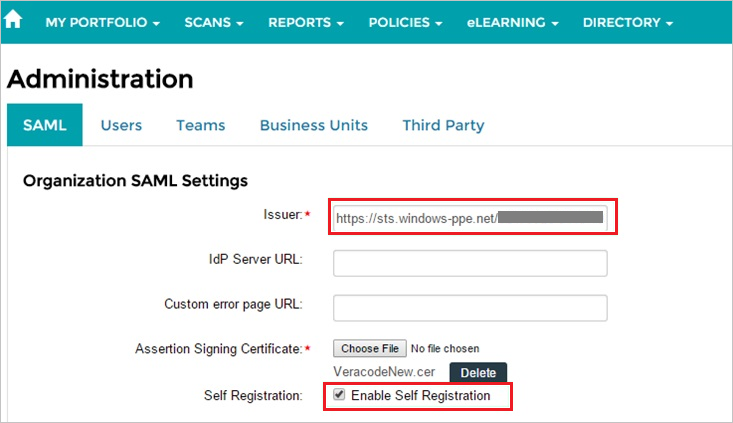 MY PORTFOLIO SCANS REPORTS POLICIES eLEARNING DIRECTORY
Administration
SAML Users Teams Business Units Third Party
Organization SAML Settings
Issuer:* https://sts.windows-ppe.net/
IdP Server URL:
Custom error page URL:
Assertion Signing Certificate:* Choose File No file chosen
VeracodeNew.cer Delete
Self Registration: Enable Self Registration